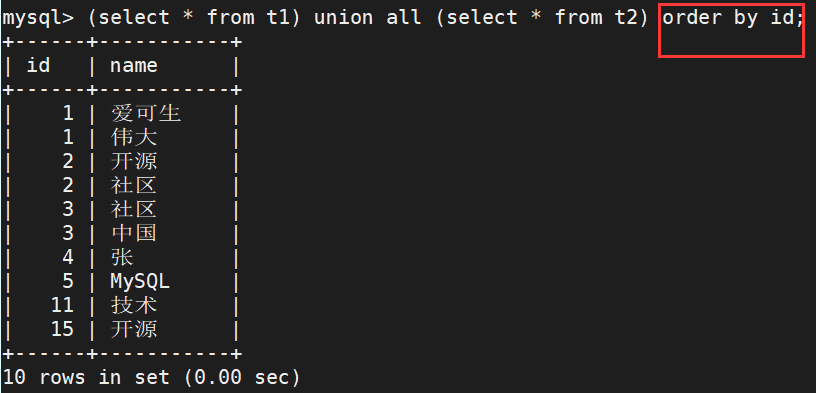 mysql> (select * from t1) union all (select * from t2) order by id;
+------+-----------+
| id   | name      |
+------+-----------+
|    1 | 爱可生    |
|    1 | 伟大      |
|    2 | 开源      |
|    2 | 社区      |
|    3 | 社区      |
|    3 | 中国      |
|    4 | 张        |
|    5 | MySQL     |
|   11 | 技术      |
|   15 | 开源      |
+------+-----------+
10 rows in set (0.00 sec)